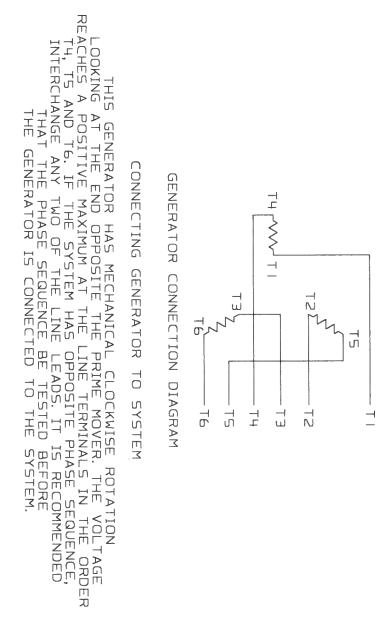 T4
T1
T2
T5
T3
T6
T1
T2
T3
T4
T5
T6
GENERATOR CONNECTION DIAGRAM
CONNECTING GENERATOR TO SYSTEM
THIS GENERATOR HAS MECHANICAL CLOCKWISE ROTATION
LOOKING AT THE END OPPOSITE THE PRIME MOVER. THE VOLTAGE
REACHES A POSITIVE MAXIMUM AT THE LINE TERMINALS IN THE ORDER
T4, T5 AND T6. IF THE SYSTEM HAS OPPOSITE PHASE SEQUENCE,
INTERCHANGE ANY TWO OF THE LINE LEADS. IT IS RECOMMENDED
THAT THE PHASE SEQUENCE BE TESTED BEFORE
THE GENERATOR IS CONNECTED TO THE SYSTEM.